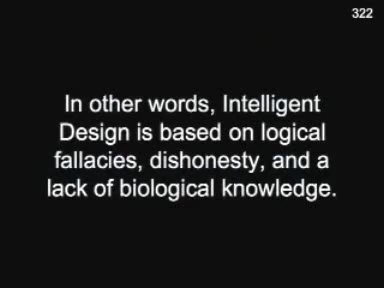 322
In other words, Intelligent
Design is based on logical
fallacies, dishonesty, and a
lack of biological knowledge.